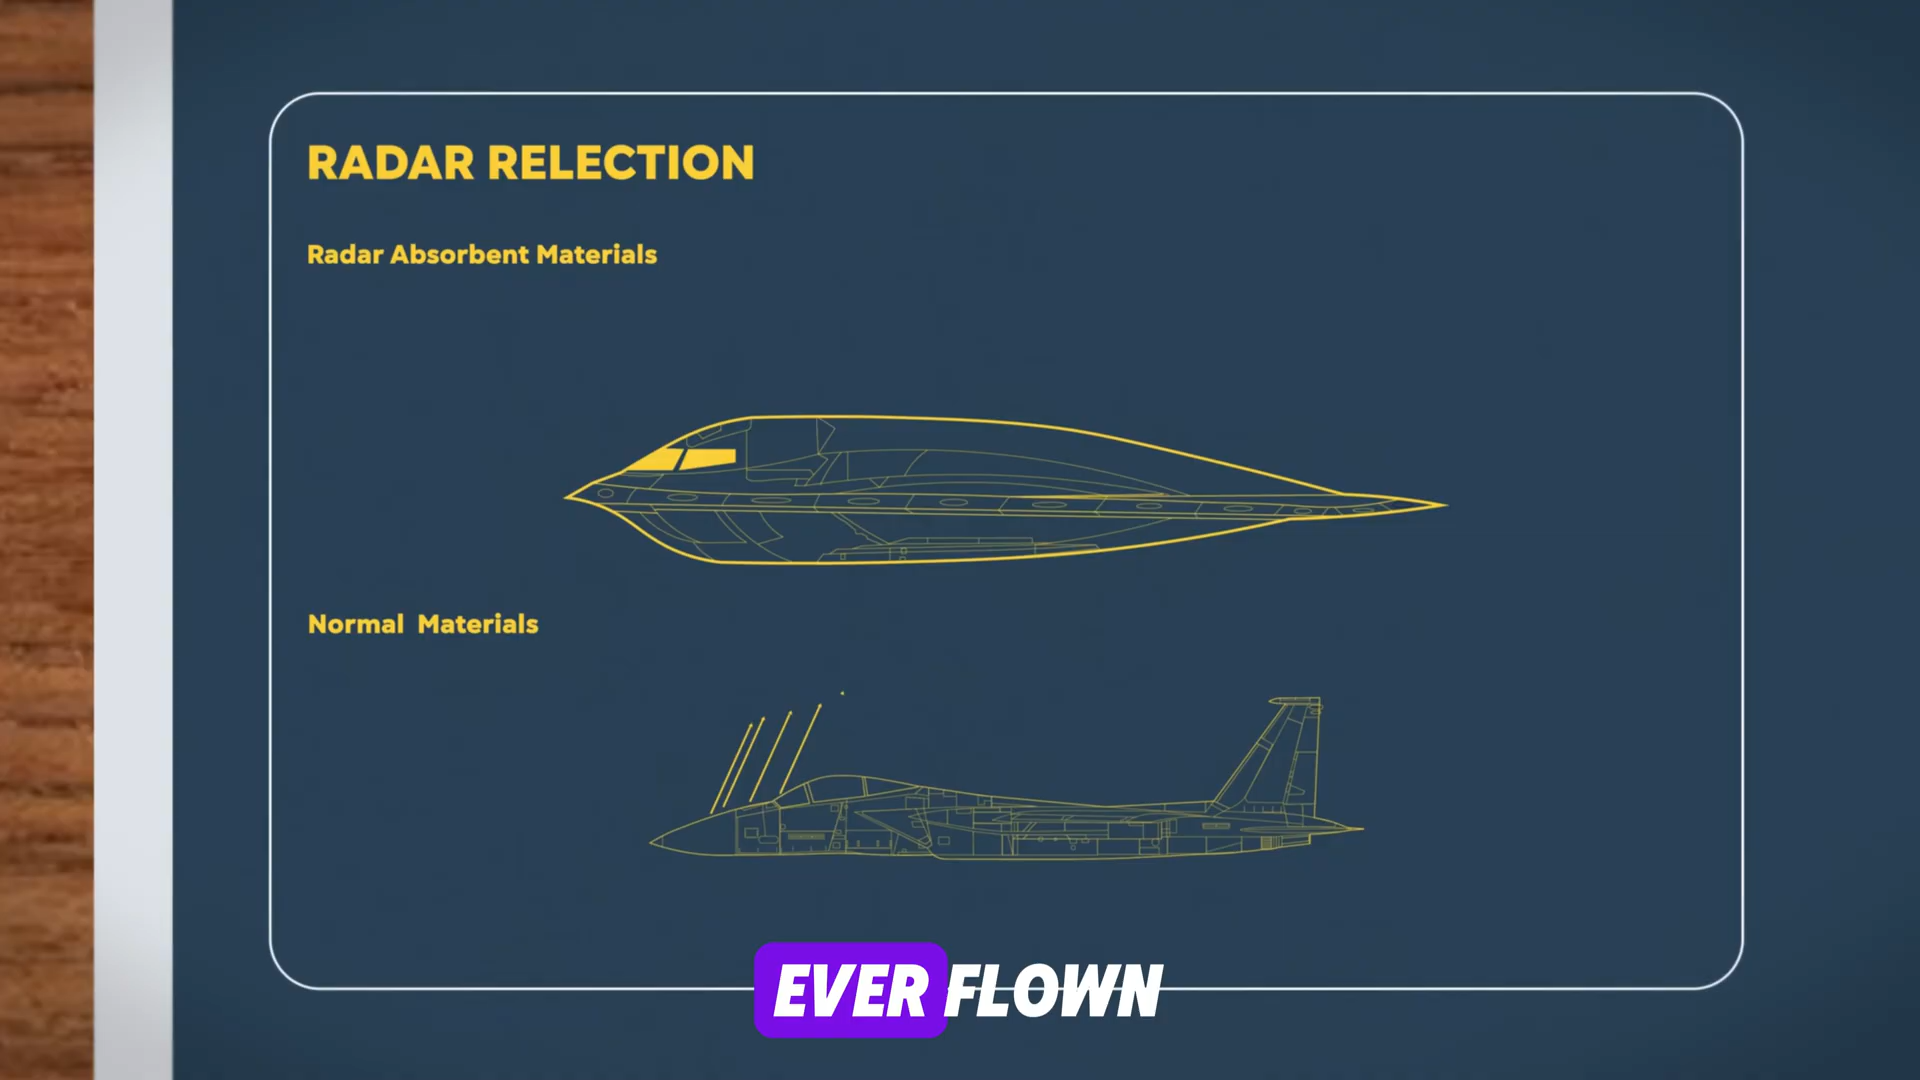 RADAR RELECTION
Radar Absorbent Materials
Normal Materials
EVER FLOWN